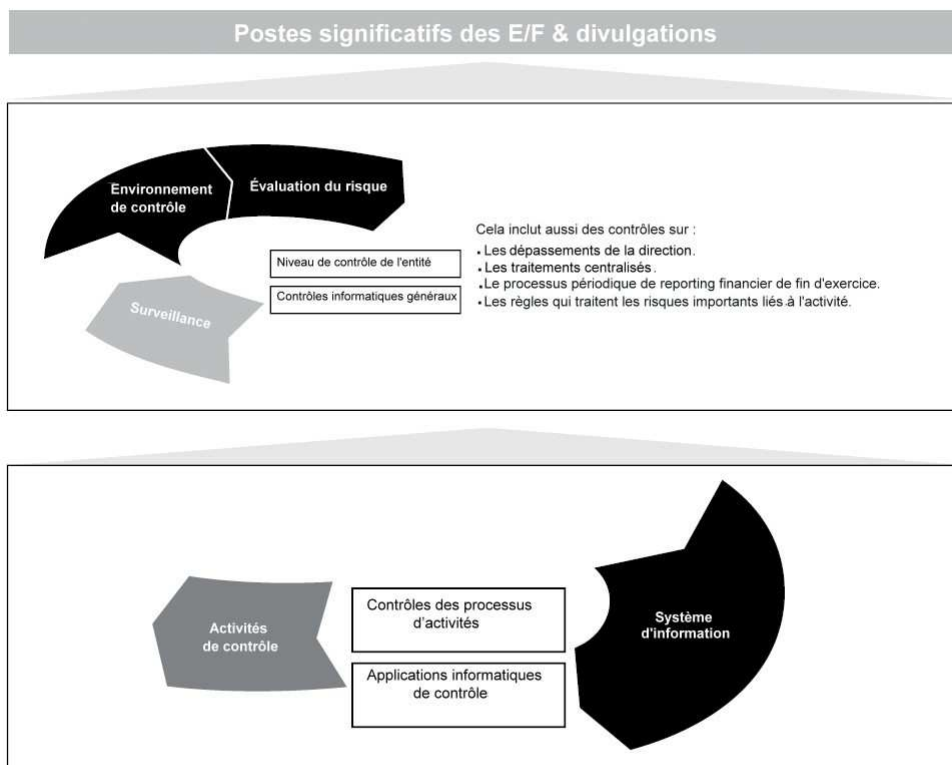 Postes significatifs des E/F & divulgations
Environnement
de contrôle
Évaluation du risque
Surveillance
Niveau de contrôle de l'entité
Contrôles informatiques généraux
Cela inclut aussi des contrôles sur :
• Les dépassements de la direction.
• Les traitements centralisés.
• Le processus périodique de reporting financier de fin d'exercice.
• Les règles qui traitent les risques importants liés à l'activité.
Activités
de contrôle
Contrôles des processus
d'activités
Applications informatiques
de contrôle
Système
d'information